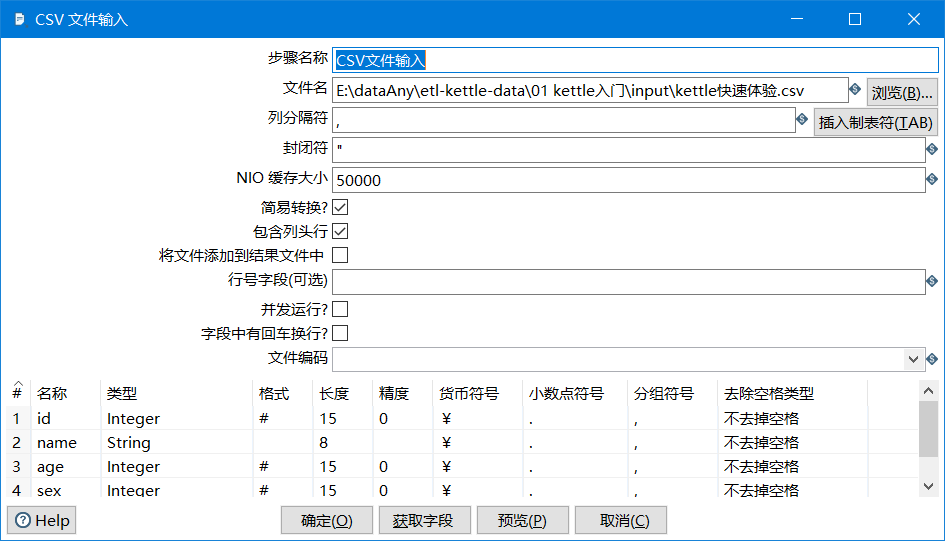 CSV 文件输入
步骤名称 CSV文件输入
文件名 E:\dataAny\etl-kettle-data\01 kettle入门\input\kettle快速体验.csv 浏览(B)...
列分隔符 , 插入制表符(TAB)
封闭符 "
NIO 缓存大小 50000
简易转换?
包含列头行
将文件添加到结果文件中
行号字段(可选)
并发运行?
字段中有回车换行?
文件编码
# 名称 类型 格式 长度 精度 货币符号 小数点符号 分组符号 去除空格类型
1 id Integer # 15 0 ¥ . , 不去掉空格
2 name String 8 ¥ . , 不去掉空格
3 age Integer # 15 0 ¥ . , 不去掉空格
4 sex Integer # 15 0 ¥ . , 不去掉空格
Help 确定(O) 获取字段 预览(P) 取消(C)